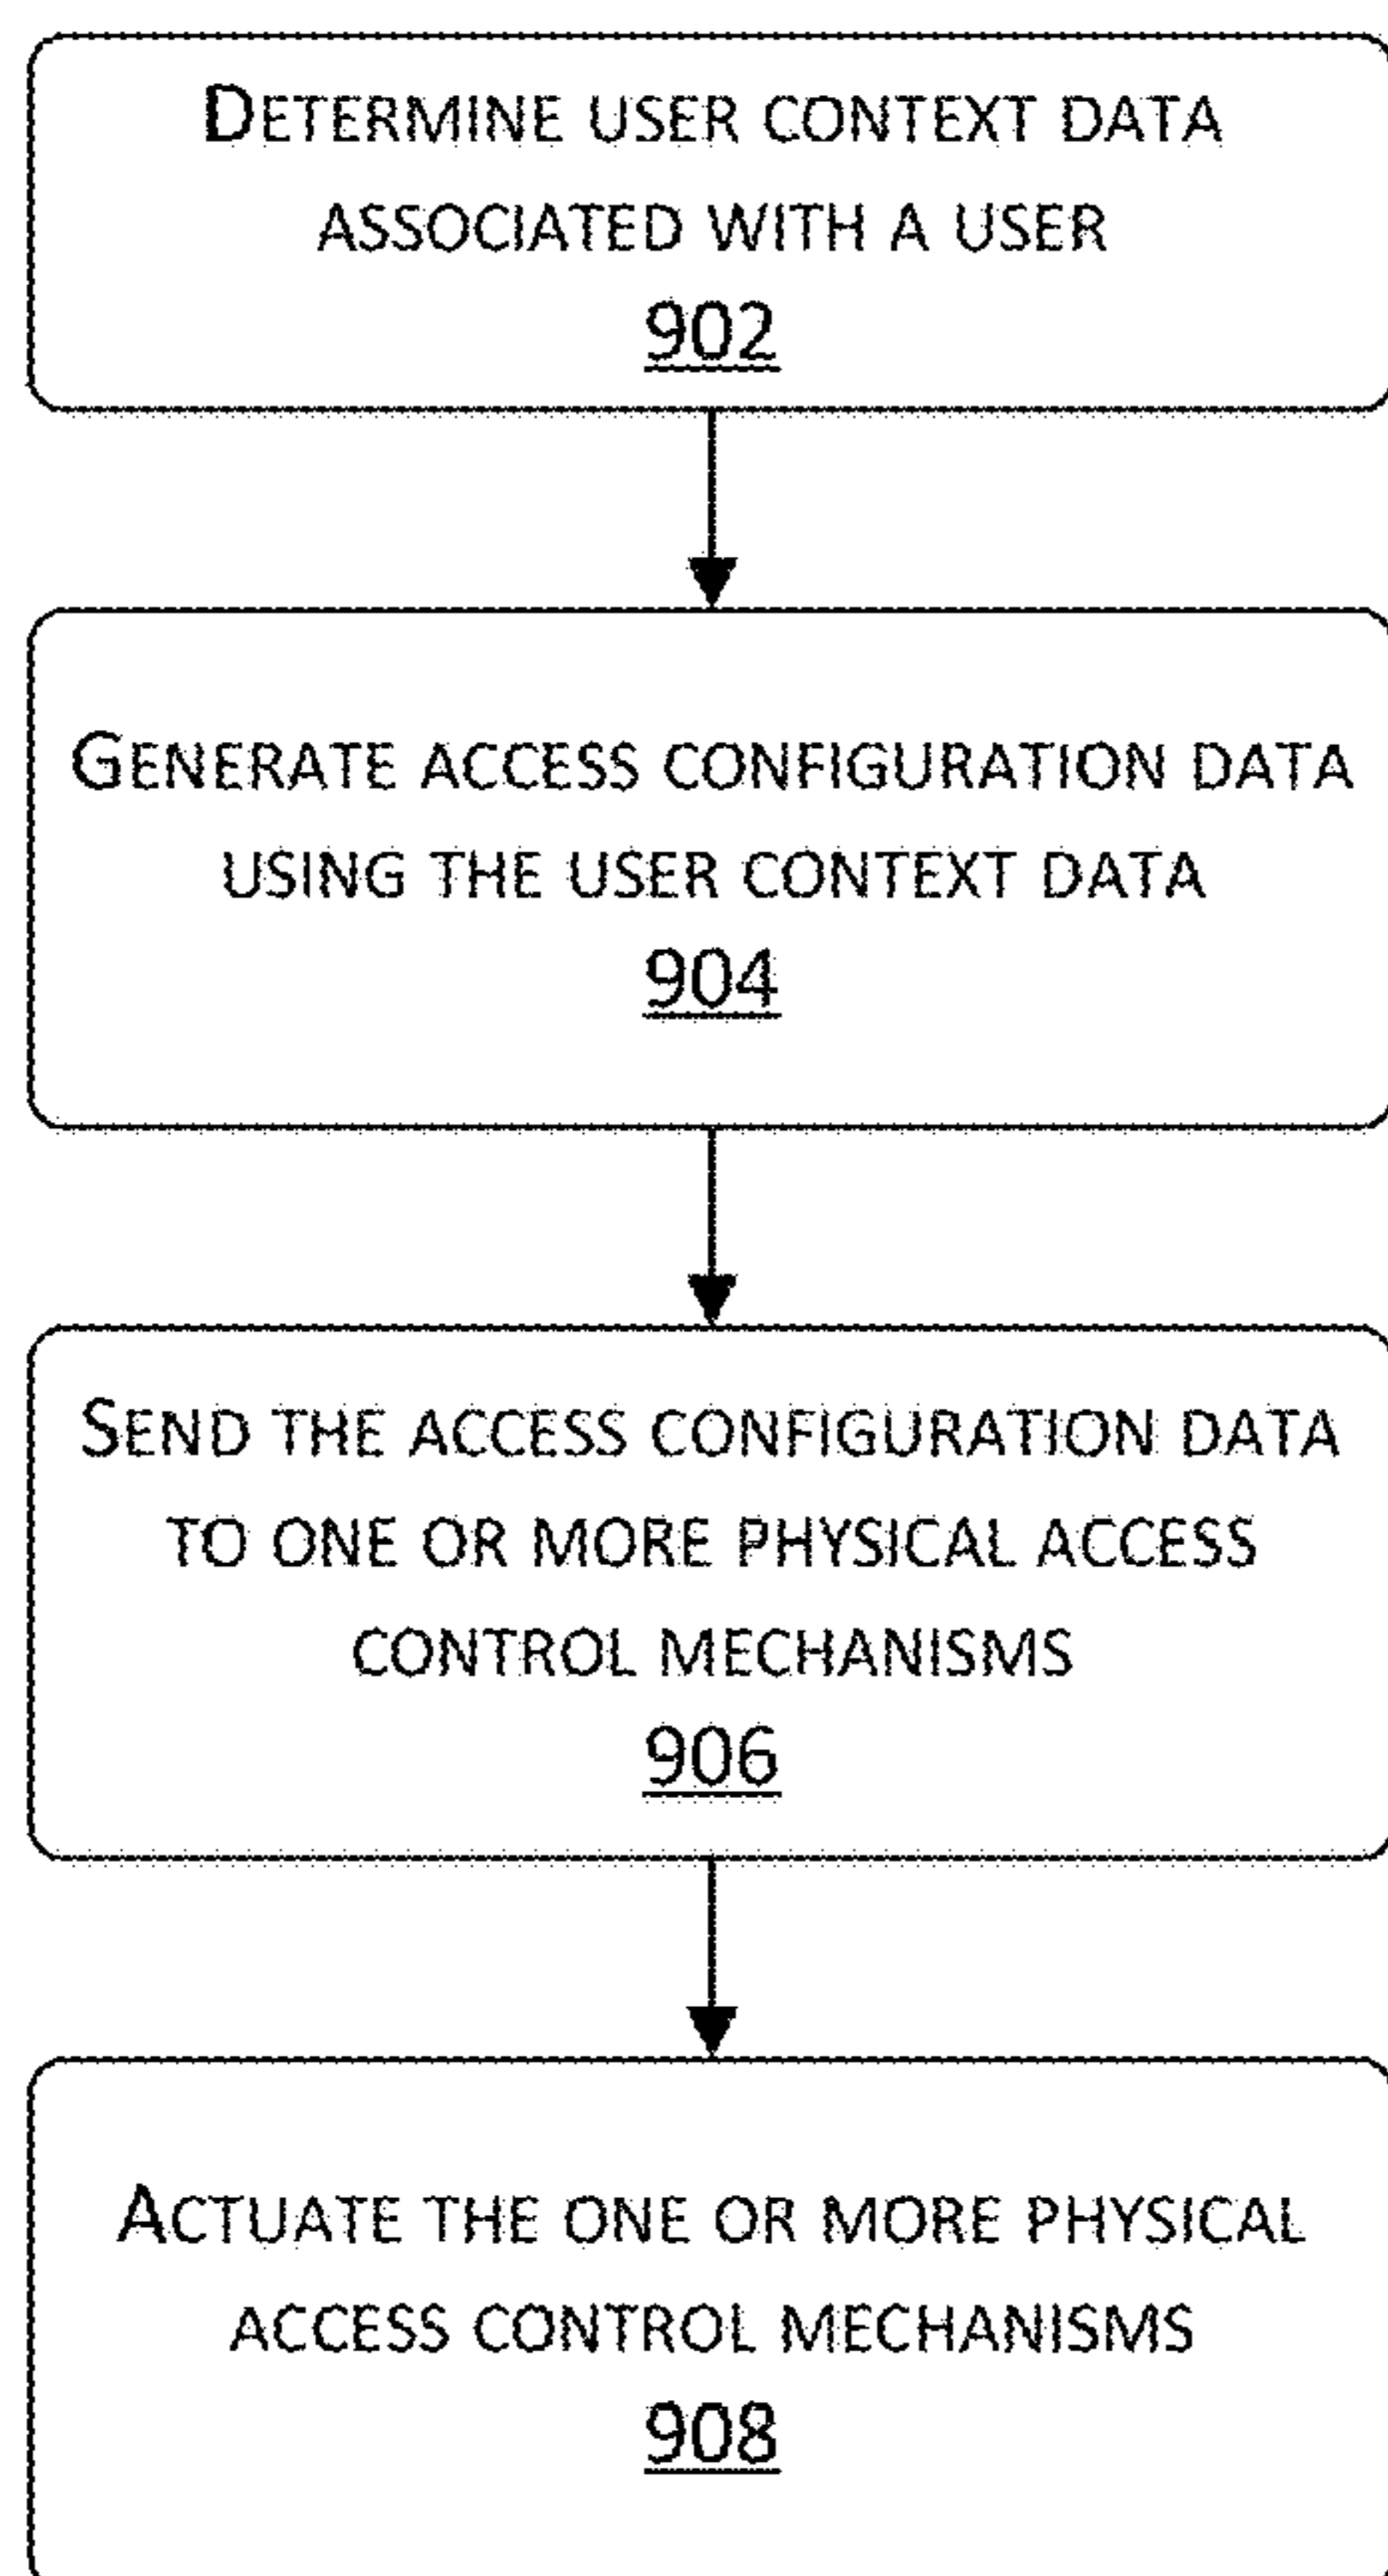 DETERMINE USER CONTEXT DATA
ASSOCIATED WITH A USER
902
GENERATE ACCESS CONFIGURATION DATA
USING THE USER CONTEXT DATA
904
SEND THE ACCESS CONFIGURATION DATA
TO ONE OR MORE PHYSICAL ACCESS
CONTROL MECHANISMS
906
ACTUATE THE ONE OR MORE PHYSICAL
ACCESS CONTROL MECHANISMS
908